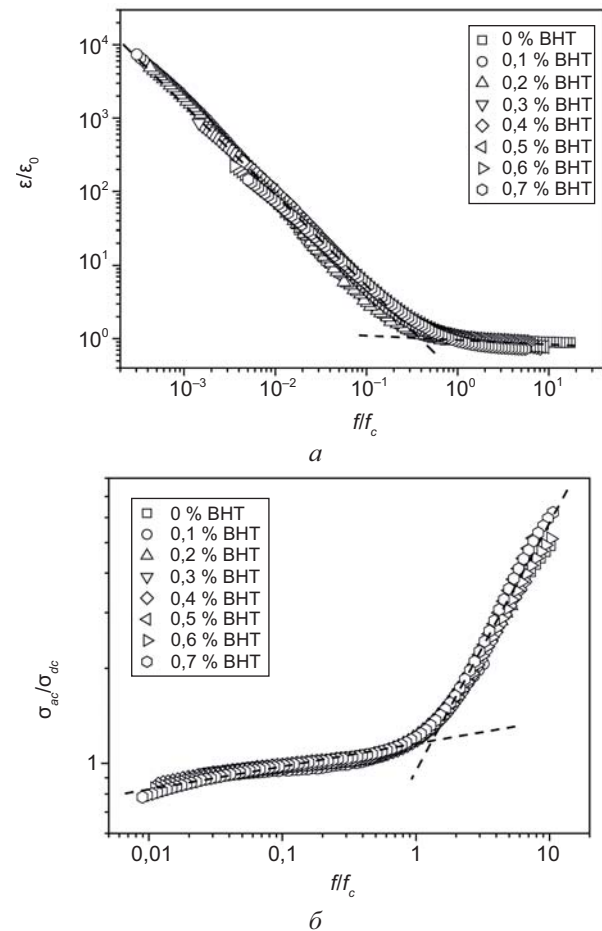 10⁴
10³
10²
10¹
10⁰
ε/ε₀
0 % BHT
0,1 % BHT
0,2 % BHT
0,3 % BHT
0,4 % BHT
0,5 % BHT
0,6 % BHT
0,7 % BHT
10⁻³ 10⁻² 10⁻¹ 10⁰ 10¹
f/f_c
а
0 % BHT
0,1 % BHT
0,2 % BHT
0,3 % BHT
0,4 % BHT
0,5 % BHT
0,6 % BHT
0,7 % BHT
σ_ac/σ_dc
1
0,01 0,1 1 10
f/f_c
б